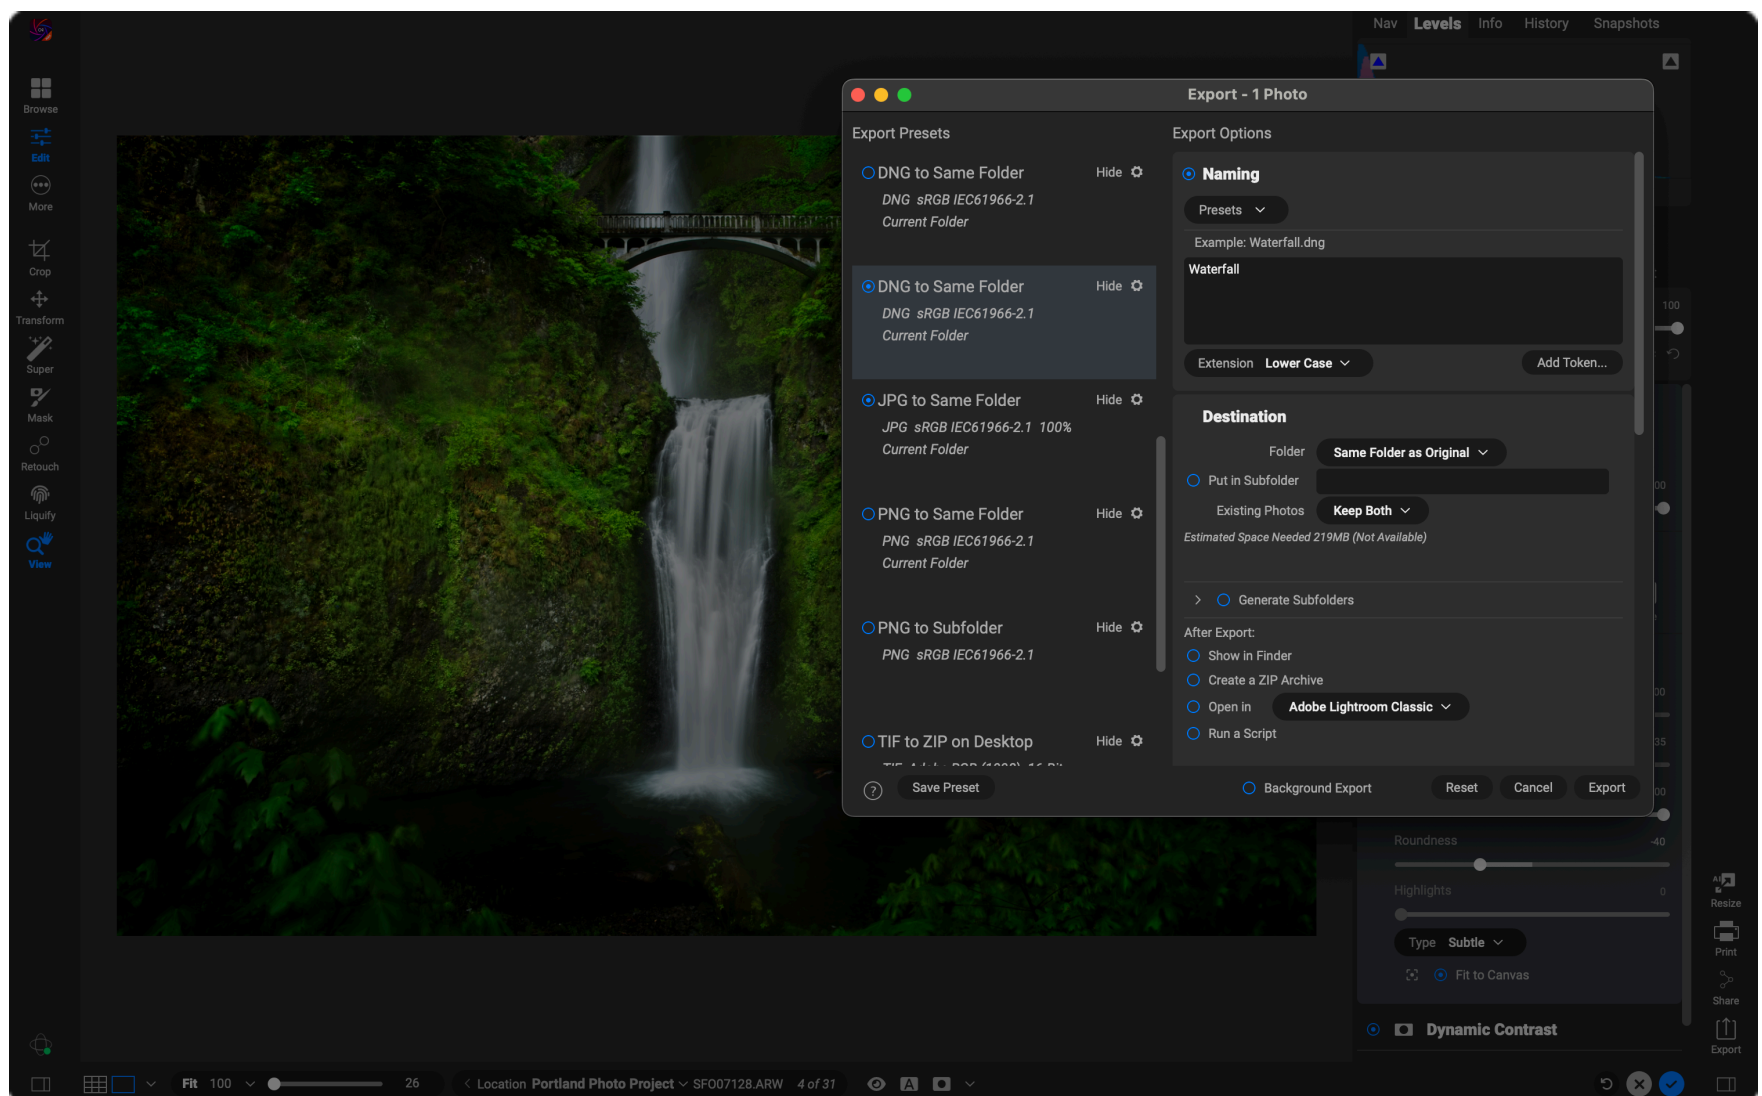 Nav Levels Info History Snapshots
Browse
Edit
More
Crop
Transform
Super
Mask
Retouch
Liquify
View
Export - 1 Photo
Export Presets
DNG to Same Folder Hide
DNG sRGB IEC61966-2.1
Current Folder
DNG to Same Folder Hide
DNG sRGB IEC61966-2.1
Current Folder
JPG to Same Folder Hide
JPG sRGB IEC61966-2.1 100%
Current Folder
PNG to Same Folder Hide
PNG sRGB IEC61966-2.1
Current Folder
PNG to Subfolder Hide
PNG sRGB IEC61966-2.1
TIF to ZIP on Desktop Hide
? Save Preset
Export Options
Naming
Presets
Example: Waterfall.dng
Waterfall
Extension Lower Case Add Token...
Destination
Folder Same Folder as Original
Put in Subfolder
Existing Photos Keep Both
Estimated Space Needed 219MB (Not Available)
Generate Subfolders
After Export:
Show in Finder
Create a ZIP Archive
Open in Adobe Lightroom Classic
Run a Script
Background Export Reset Cancel Export
100
Roundness -40
Highlights 0
Type Subtle
Fit to Canvas
Dynamic Contrast
AI
Resize
Print
Share
Export
Fit 100 26 Location Portland Photo Project SFO07128.ARW 4 of 31 A